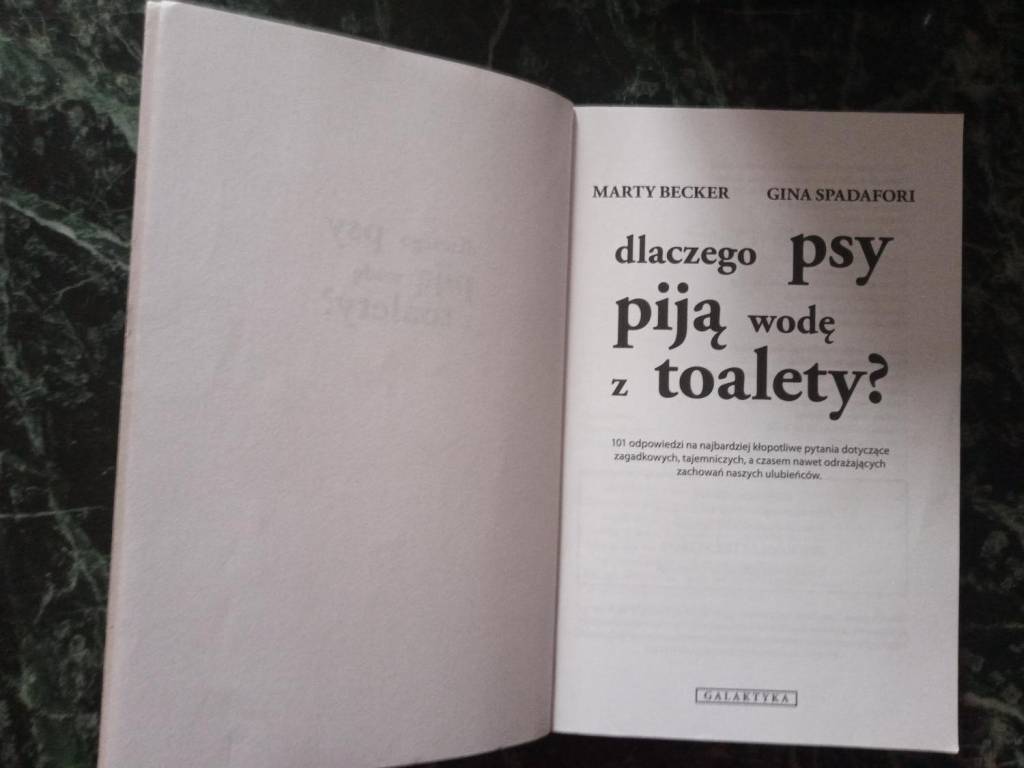 MARTY BECKER GINA SPADAFORI
dlaczego psy
piją wodę
z toalety?
101 odpowiedzi na najbardziej kłopotliwe pytania dotyczące
zagadkowych, tajemniczych, a czasem nawet odrażających
zachowań naszych ulubieńców.
GALAKTYKA